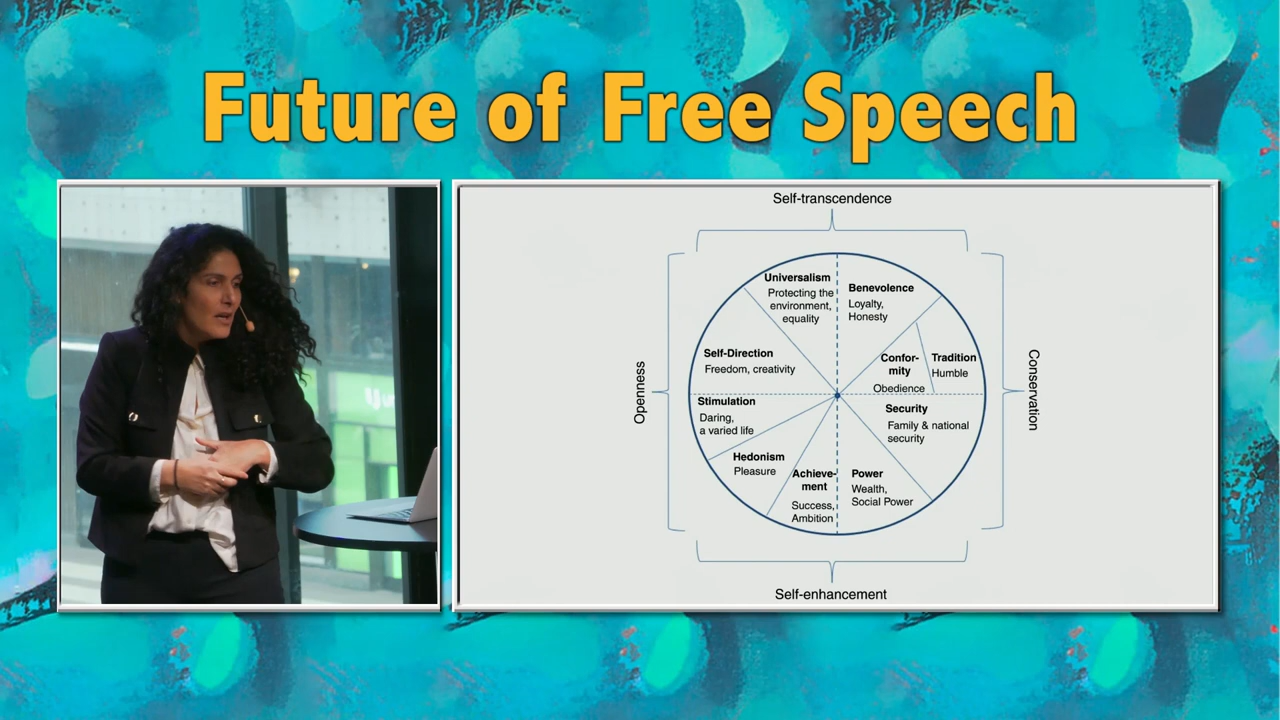 Future of Free Speech
Self-transcendence
Universalism
Protecting the
environment,
equality
Benevolence
Loyalty,
Honesty
Self-Direction
Freedom, creativity
Confor-
mity
Obedience
Tradition
Humble
Openness
Conservation
Stimulation
Daring,
a varied life
Security
Family & national
security
Hedonism
Pleasure
Achieve-
ment
Success,
Ambition
Power
Wealth,
Social Power
Self-enhancement